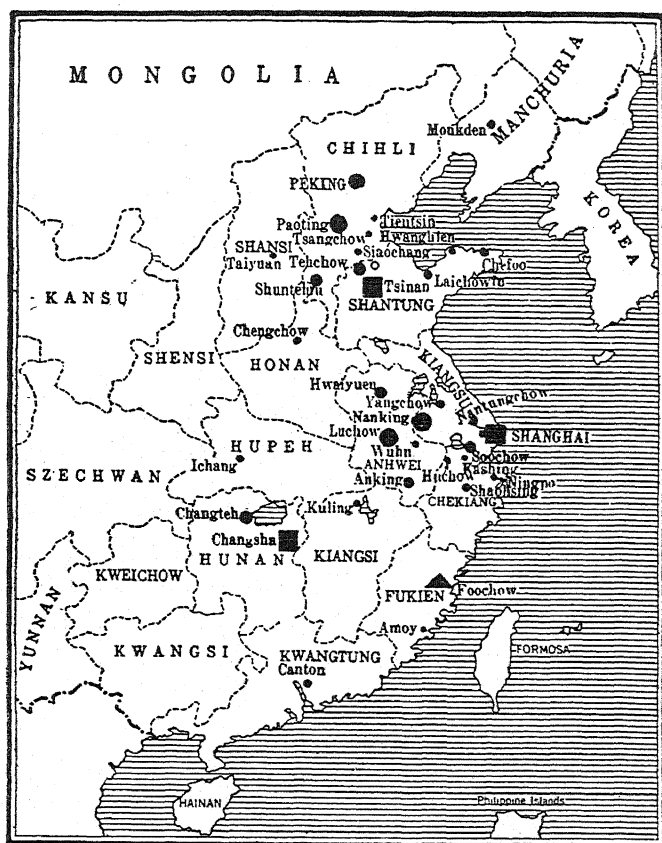 MONGOLIA
MANCHURIA
Moukden
CHIHLI
KOREA
PEKING
Paoting
Tientsin
Tsangchow
Hwanghien
SHANSI
Siaochang
Taiyuan
Tehchow
Chefoo
Laichowfu
Shuntehfu
Tsinan
KANSU
SHANTUNG
Chengchow
SHENSI
HONAN
KIANGSU
Hwaiyuen
Yangchow
Nantungchow
Nanking
Luchow
SHANGHAI
HUPEH
Wuhn
Soochow
Ichang
ANHWEI
Kashing
SZECHWAN
Huchow
Ningpo
Anking
Shaohsing
CHEKIANG
Changteh
Kuling
Changsha
HUNAN
KIANGSI
KWEICHOW
FUKIEN
Foochow
YUNNAN
Amoy
KWANGSI
KWANGTUNG
FORMOSA
Canton
HAINAN
Philippine Islands